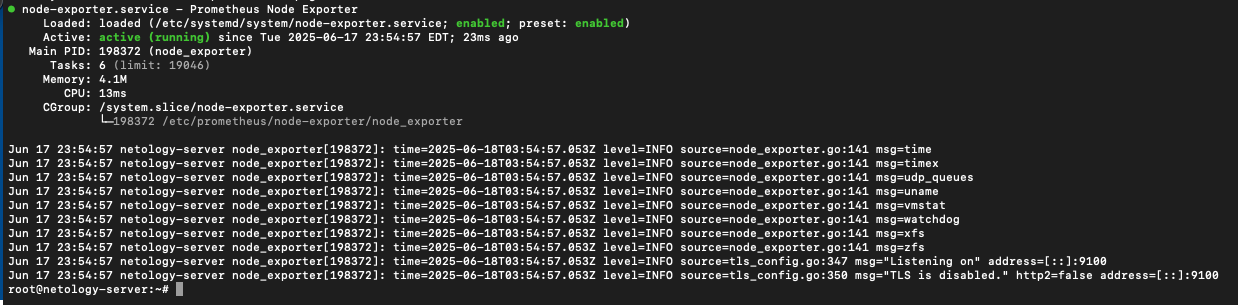 ● node-exporter.service – Prometheus Node Exporter
Loaded: loaded (/etc/systemd/system/node-exporter.service; enabled; preset: enabled)
Active: active (running) since Tue 2025-06-17 23:54:57 EDT; 23ms ago
Main PID: 198372 (node_exporter)
Tasks: 6 (limit: 19046)
Memory: 4.1M
CPU: 13ms
CGroup: /system.slice/node-exporter.service
└─198372 /etc/prometheus/node-exporter/node_exporter
Jun 17 23:54:57 netology-server node_exporter[198372]: time=2025-06-18T03:54:57.053Z level=INFO source=node_exporter.go:141 msg=time
Jun 17 23:54:57 netology-server node_exporter[198372]: time=2025-06-18T03:54:57.053Z level=INFO source=node_exporter.go:141 msg=timex
Jun 17 23:54:57 netology-server node_exporter[198372]: time=2025-06-18T03:54:57.053Z level=INFO source=node_exporter.go:141 msg=udp_queues
Jun 17 23:54:57 netology-server node_exporter[198372]: time=2025-06-18T03:54:57.053Z level=INFO source=node_exporter.go:141 msg=uname
Jun 17 23:54:57 netology-server node_exporter[198372]: time=2025-06-18T03:54:57.053Z level=INFO source=node_exporter.go:141 msg=vmstat
Jun 17 23:54:57 netology-server node_exporter[198372]: time=2025-06-18T03:54:57.053Z level=INFO source=node_exporter.go:141 msg=watchdog
Jun 17 23:54:57 netology-server node_exporter[198372]: time=2025-06-18T03:54:57.053Z level=INFO source=node_exporter.go:141 msg=xfs
Jun 17 23:54:57 netology-server node_exporter[198372]: time=2025-06-18T03:54:57.053Z level=INFO source=node_exporter.go:141 msg=zfs
Jun 17 23:54:57 netology-server node_exporter[198372]: time=2025-06-18T03:54:57.053Z level=INFO source=tls_config.go:347 msg="Listening on" address=[::]:9100
Jun 17 23:54:57 netology-server node_exporter[198372]: time=2025-06-18T03:54:57.053Z level=INFO source=tls_config.go:350 msg="TLS is disabled." http2=false address=[::]:9100
root@netology-server:~#